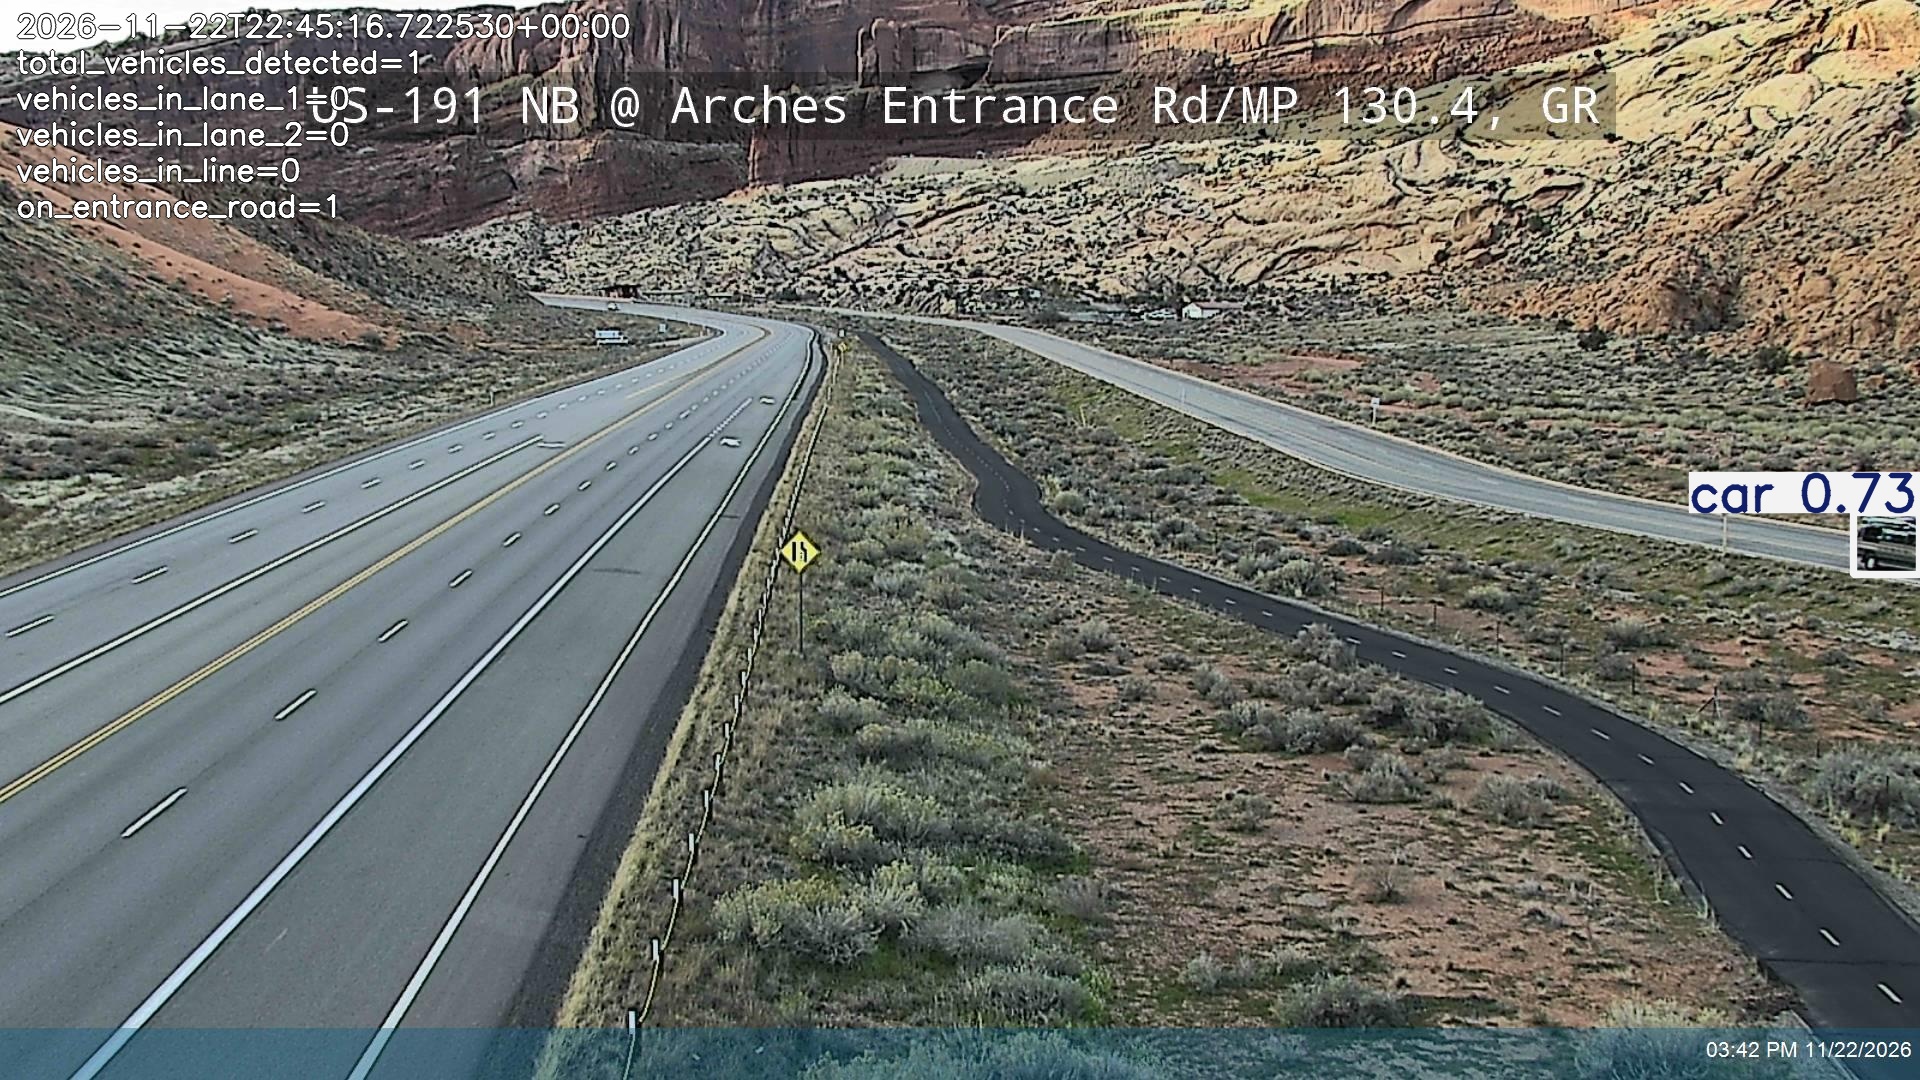 2026-11-22T22:45:16.722530+00:00
total_vehicles_detected=1
vehicles_in_lane_1=0
US-191 NB @ Arches Entrance Rd/MP 130.4, GR
vehicles_in_lane_2=0
vehicles_in_line=0
on_entrance_road=1
car 0.73
03:42 PM 11/22/2026